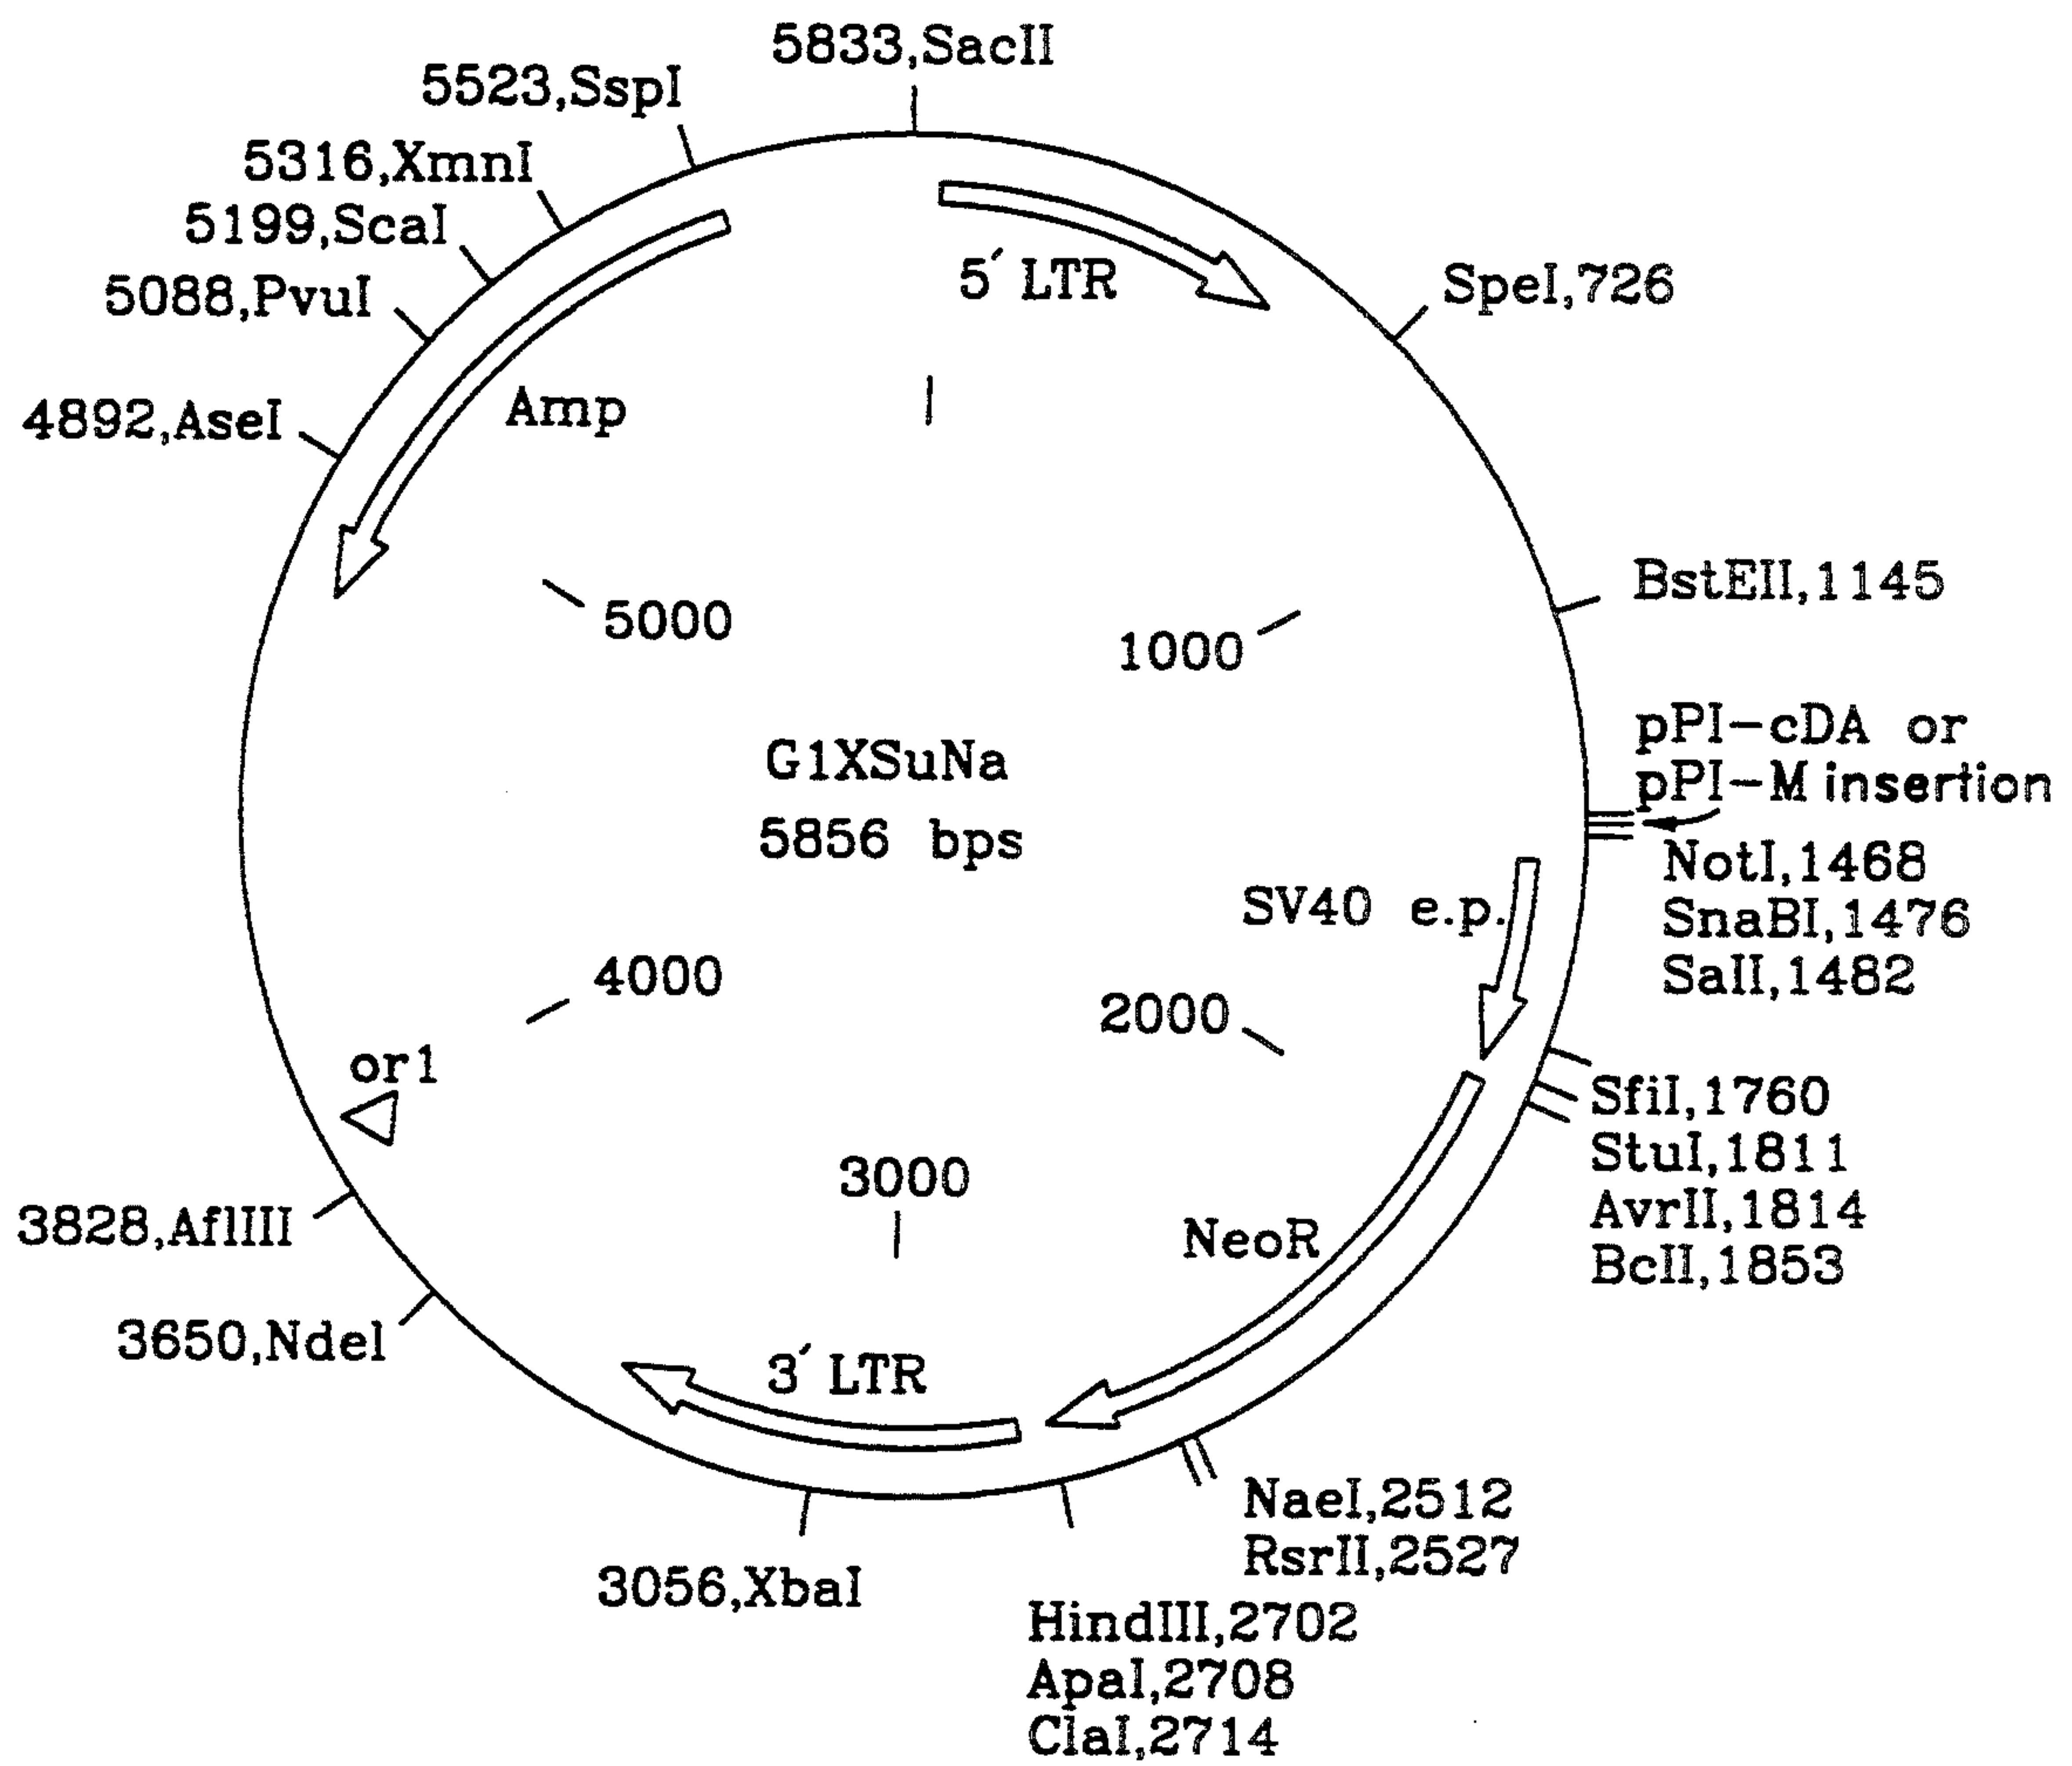 5833,SacII
5523,SspI
5316,XmnI
5199,ScaI
5088,PvuI
4892,AseI
5′ LTR
SpeI,726
Amp
BstEII,1145
5000
1000
pPI-cDA or
pPI-M insertion
G1XSuNa
5856 bps
NotI,1468
SnaBI,1476
SalI,1482
SV40 e.p.
4000
2000
ori
SfiI,1760
StuI,1811
AvrII,1814
BclI,1853
3000
NeoR
3828,AflIII
3650,NdeI
3′ LTR
NaeI,2512
RsrII,2527
3056,XbaI
HindIII,2702
ApaI,2708
ClaI,2714